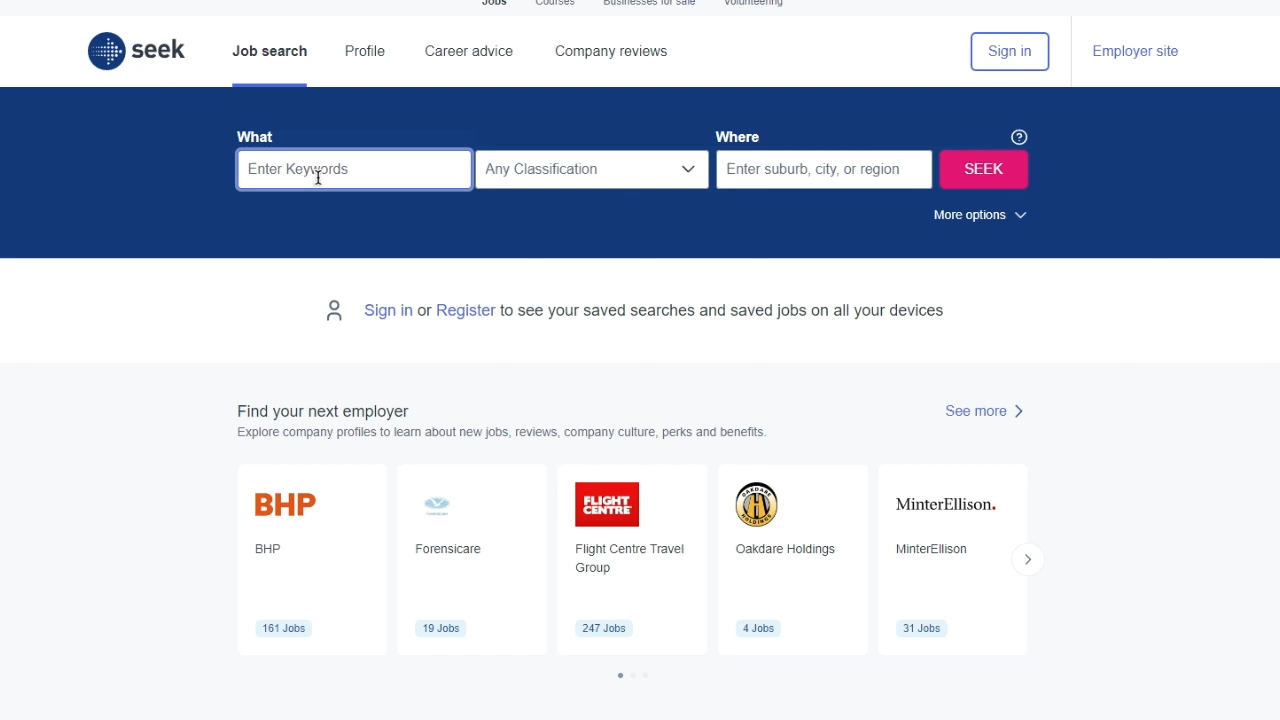 Jobs Courses Businesses for sale Volunteering
seek Job search Profile Career advice Company reviews Sign in Employer site
What Where
Enter Keywords Any Classification Enter suburb, city, or region SEEK
More options
Sign in or Register to see your saved searches and saved jobs on all your devices
Find your next employer See more
Explore company profiles to learn about new jobs, reviews, company culture, perks and benefits.
BHP FLIGHT CENTRE OAKDARE HOLDINGS MinterEllison.
BHP Forensicare Flight Centre Travel Group Oakdare Holdings MinterEllison
161 Jobs 19 Jobs 247 Jobs 4 Jobs 31 Jobs